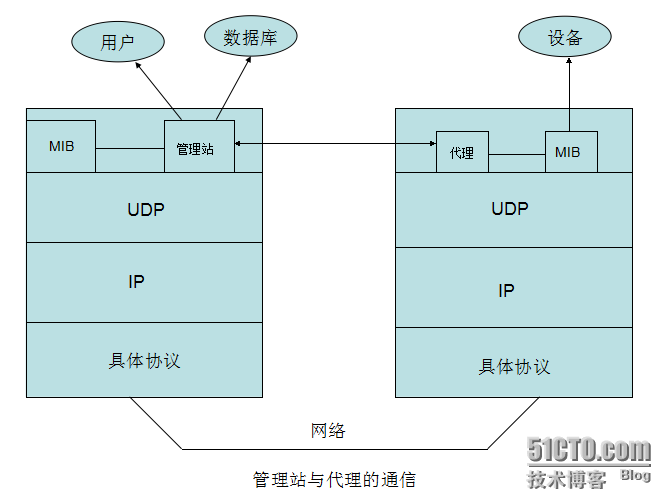 用户
数据库
设备
MIB
管理站
代理
MIB
UDP
UDP
IP
IP
具体协议
具体协议
网络
管理站与代理的通信
51CTO.com
技术博客 Blog